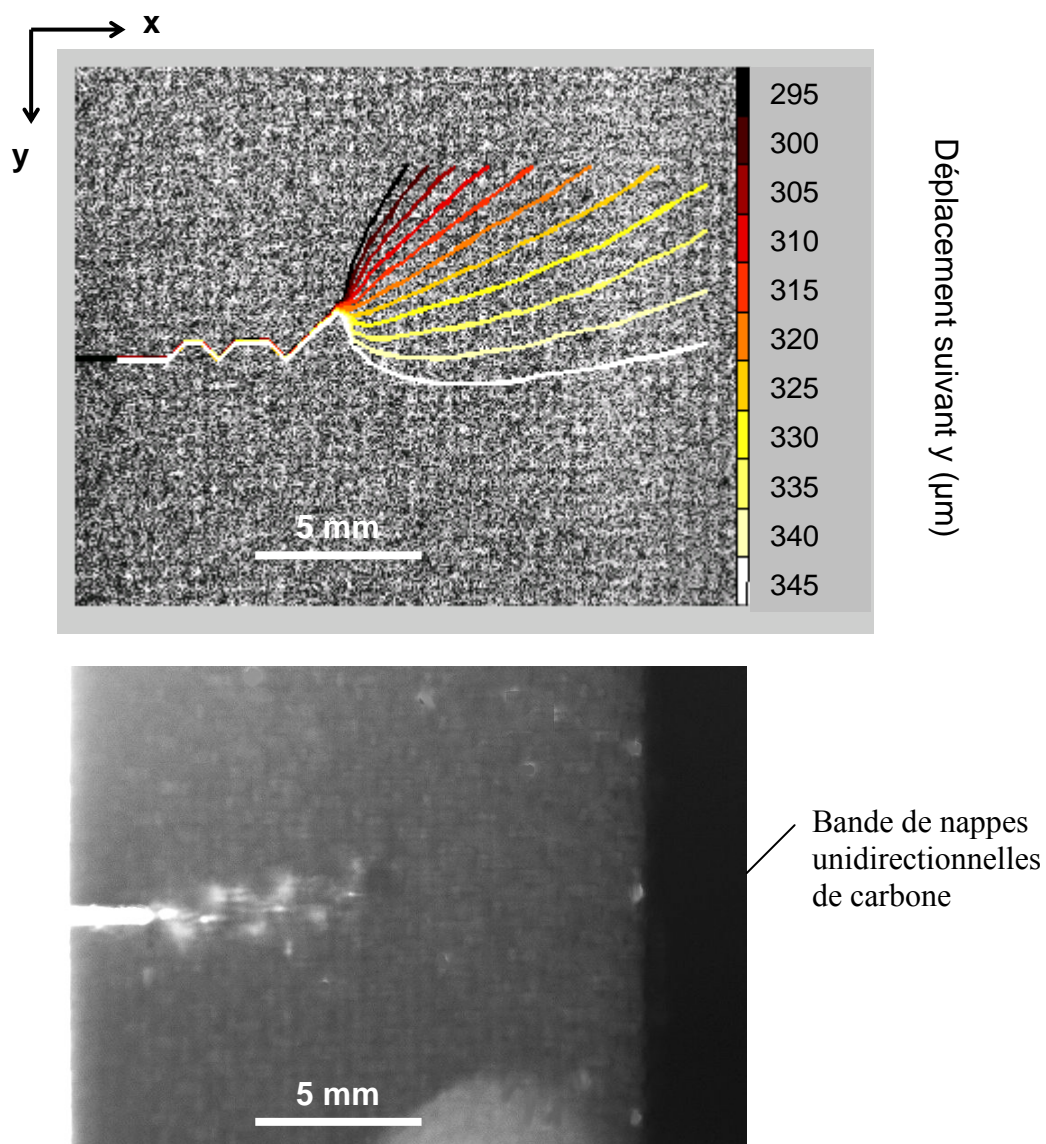 x
y
295
300
305
310
315
320
325
330
335
340
345
Déplacement suivant y (µm)
5 mm
Bande de nappes
unidirectionnelles
de carbone
5 mm